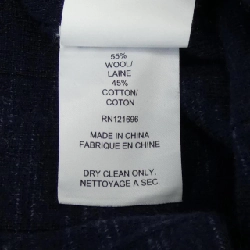 55%
WOOL/
LAINE
45%
COTTON/
COTON
RN121696
MADE IN CHINA
FABRIQUE EN CHINE
DRY CLEAN ONLY.
NETTOYAGE A SEC